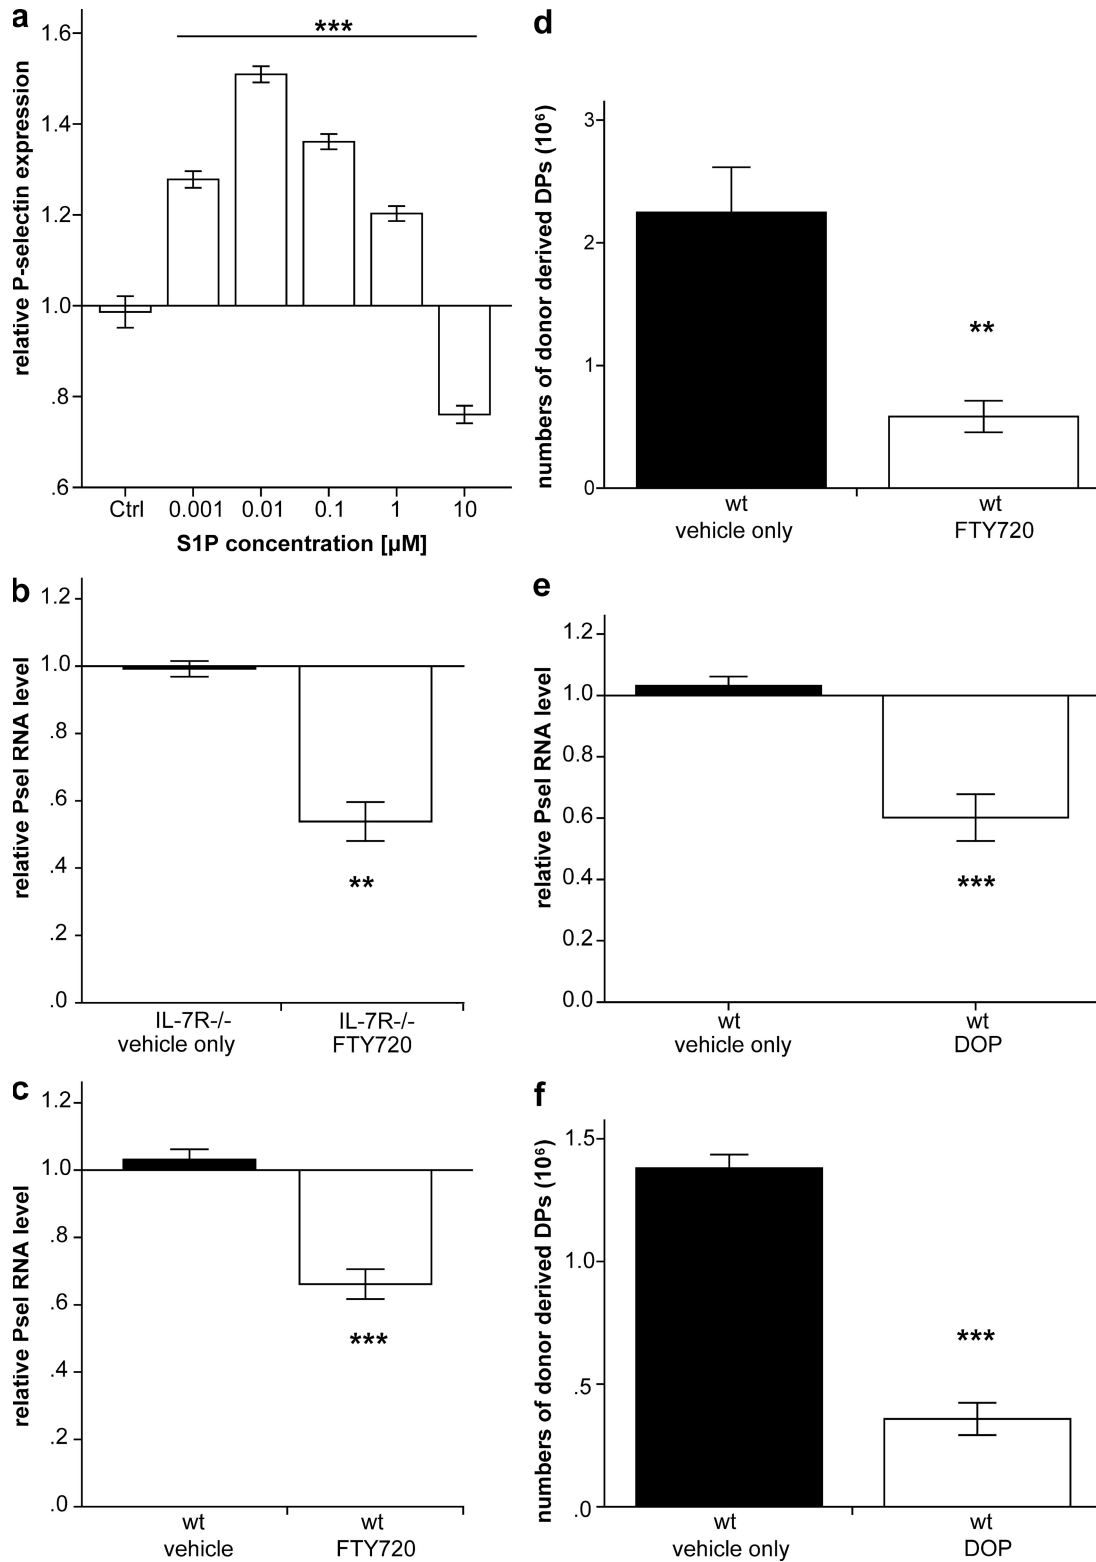 a
relative P-selectin expression
1.6
1.4
1.2
1.0
.8
.6
***
Ctrl 0.001 0.01 0.1 1 10
S1P concentration [µM]
d
numbers of donor derived DPs (10⁶)
3
2
1
0
**
wt wt
vehicle only FTY720
b
relative Psel RNA level
1.2
1.0
.8
.6
.4
.2
.0
**
IL-7R-/- IL-7R-/-
vehicle only FTY720
e
relative Psel RNA level
1.2
1.0
0.8
0.6
0.4
0.2
0.0
***
wt wt
vehicle only DOP
c
relative Psel RNA level
1.2
1.0
.8
.6
.4
.2
.0
***
wt wt
vehicle FTY720
f
numbers of donor derived DPs (10⁶)
1.5
1.0
.5
.0
***
wt wt
vehicle only DOP